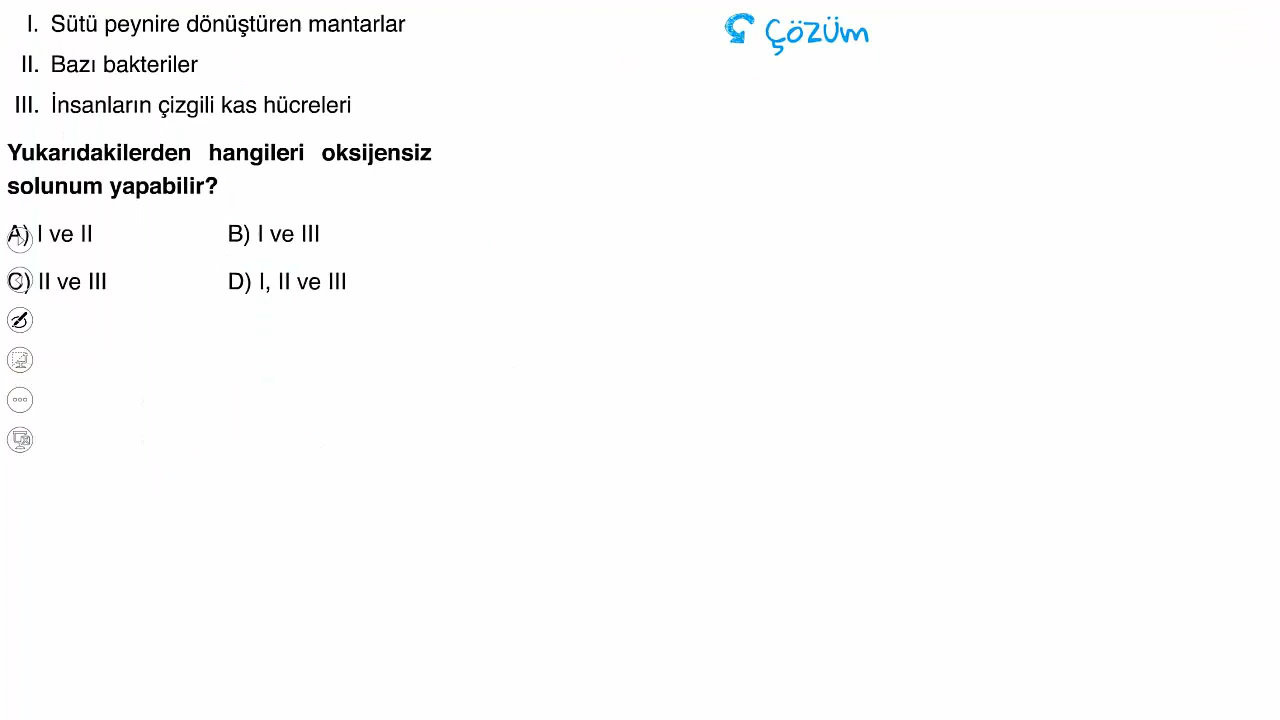 I. Sütü peynire dönüştüren mantarlar
II. Bazı bakteriler
III. İnsanların çizgili kas hücreleri
Yukarıdakilerden hangileri oksijensiz
solunum yapabilir?
A) I ve II B) I ve III
C) II ve III D) I, II ve III
Çözüm